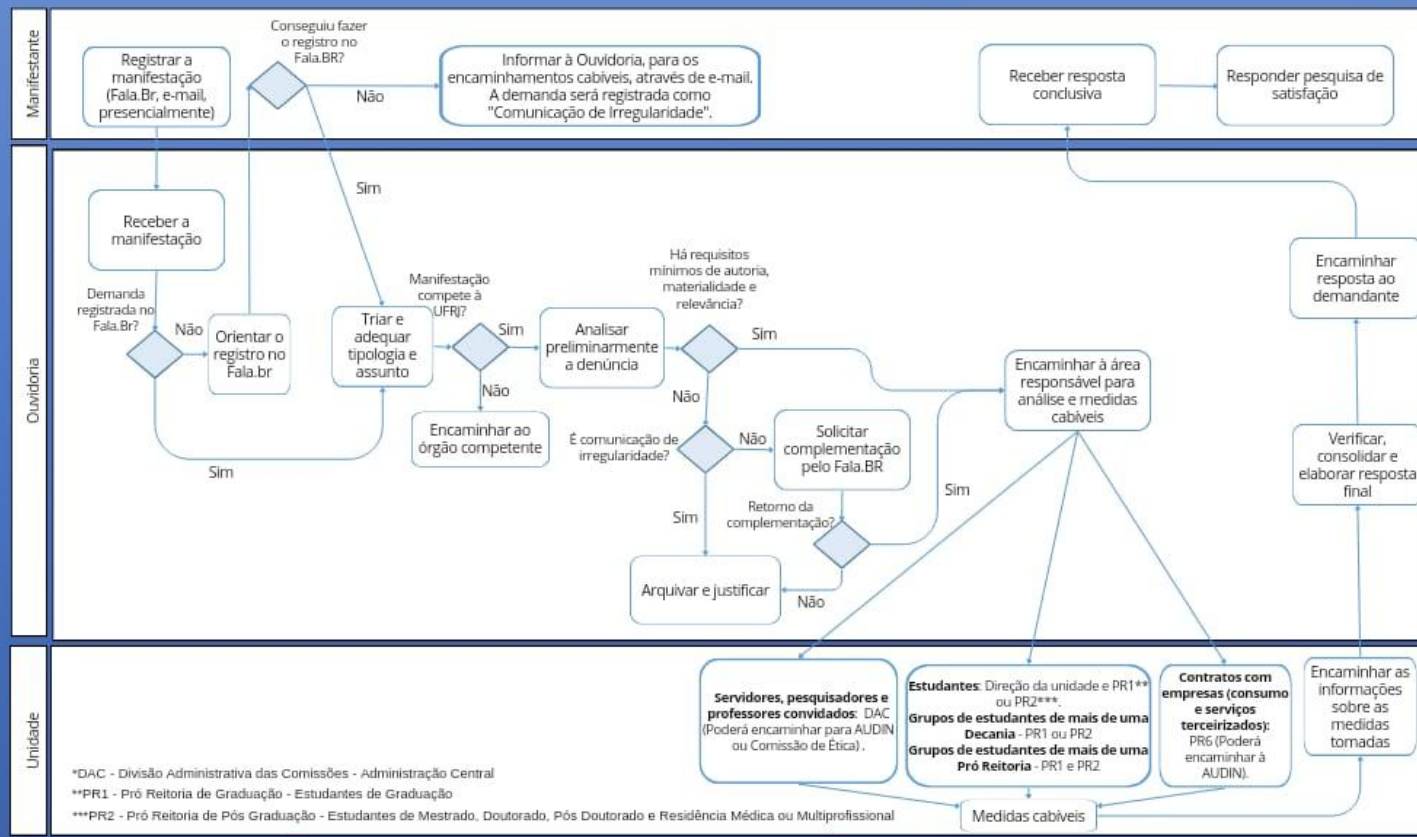 Manifestante
Registrar a
manifestação
(Fala.Br, e-mail,
presencialmente)
Conseguiu fazer
o registro no
Fala.BR?
Não
Informar à Ouvidoria, para os
encaminhamentos cabíveis, através de e-mail.
A demanda será registrada como
"Comunicação de Irregularidade".
Receber resposta
conclusiva
Responder pesquisa de
satisfação
Ouvidoria
Sim
Receber a
manifestação
Demanda
registrada no
Fala.Br?
Não
Orientar o
registro no
Fala.br
Sim
Triar e
adequar
tipologia e
assunto
Manifestação
compete à
UFRJ?
Sim
Não
Encaminhar ao
órgão competente
Analisar
preliminarmente
a denúncia
Há requisitos
mínimos de autoria,
materialidade e
relevância?
Sim
Não
É comunicação de
irregularidade?
Não
Sim
Solicitar
complementação
pelo Fala.BR
Retorno da
complementação?
Sim
Não
Arquivar e justificar
Encaminhar à área
responsável para
análise e medidas
cabíveis
Encaminhar
resposta ao
demandante
Verificar,
consolidar e
elaborar resposta
final
Unidade
Servidores, pesquisadores e
professores convidados: DAC
(Poderá encaminhar para AUDIN
ou Comissão de Ética) .
Estudantes: Direção da unidade e PR1**
ou PR2***.
Grupos de estudantes de mais de uma
Decania - PR1 ou PR2
Grupos de estudantes de mais de uma
Pró Reitoria - PR1 e PR2
Contratos com
empresas (consumo
e serviços
terceirizados):
PR6 (Poderá
encaminhar à
AUDIN).
Encaminhar as
informações
sobre as
medidas
tomadas
Medidas cabíveis
*DAC - Divisão Administrativa das Comissões - Administração Central
**PR1 - Pró Reitoria de Graduação - Estudantes de Graduação
***PR2 - Pró Reitoria de Pós Graduação - Estudantes de Mestrado, Doutorado, Pós Doutorado e Residência Médica ou Multiprofissional